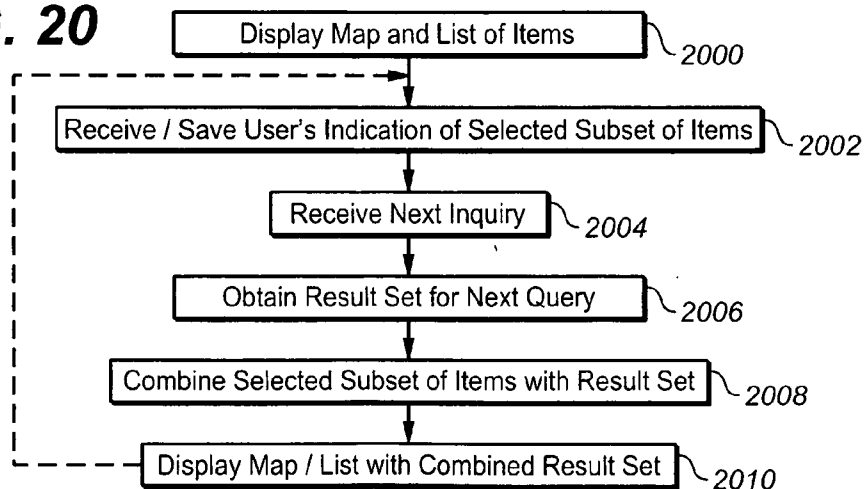 . 20
Display Map and List of Items
2000
Receive / Save User's Indication of Selected Subset of Items
2002
Receive Next Inquiry
2004
Obtain Result Set for Next Query
2006
Combine Selected Subset of Items with Result Set
2008
Display Map / List with Combined Result Set
2010